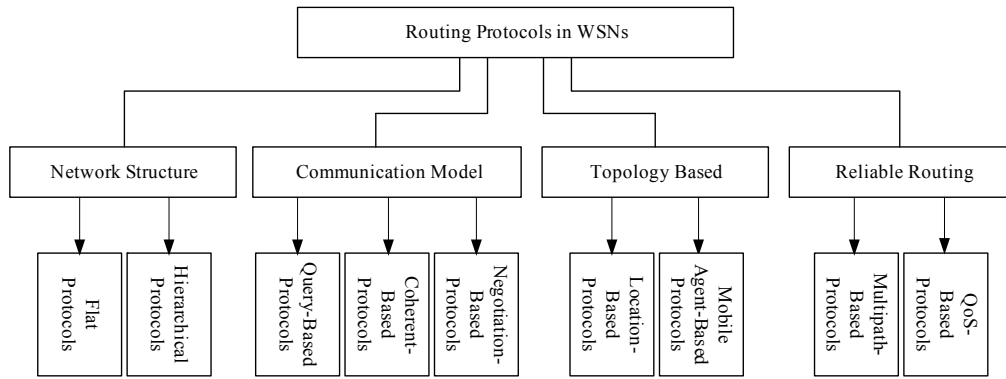 Routing Protocols in WSNs
Network Structure
Communication Model
Topology Based
Reliable Routing
Flat
Protocols
Hierarchical
Protocols
Query-Based
Protocols
Coherent-
Based
Protocols
Negotiation-
Based
Protocols
Location-
Based
Protocols
Mobile
Agent-Based
Protocols
Multipath-
Based
Protocols
QoS-
Based
Protocols